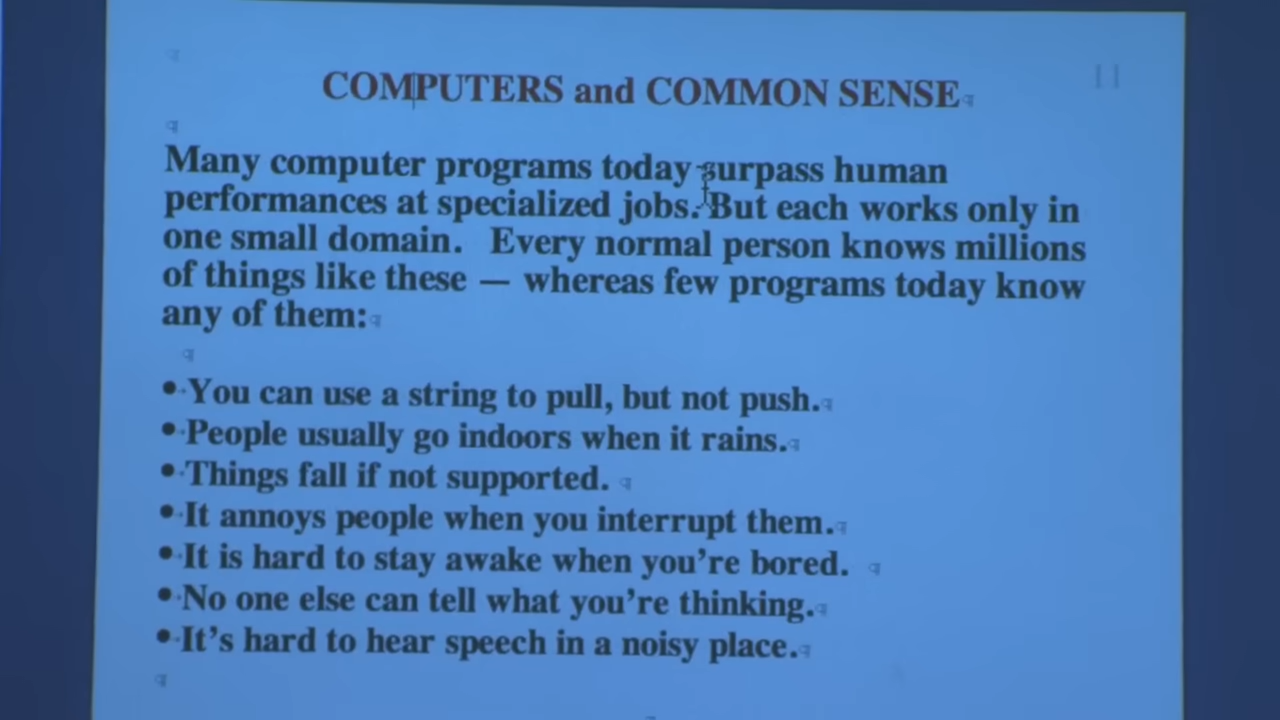 11
COMPUTERS and COMMON SENSE
Many computer programs today surpass human
performances at specialized jobs. But each works only in
one small domain. Every normal person knows millions
of things like these — whereas few programs today know
any of them:
• You can use a string to pull, but not push.
• People usually go indoors when it rains.
• Things fall if not supported.
• It annoys people when you interrupt them.
• It is hard to stay awake when you’re bored.
• No one else can tell what you’re thinking.
• It’s hard to hear speech in a noisy place.